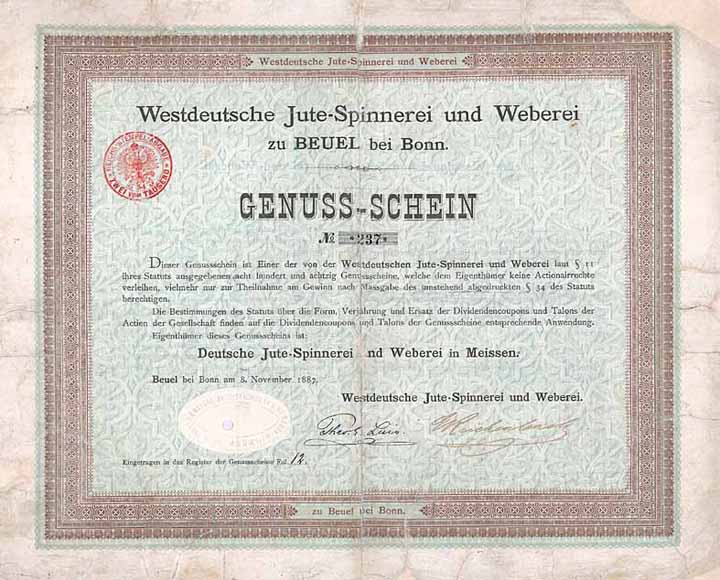 Westdeutsche Jute-Spinnerei und Weberei
Westdeutsche Jute-Spinnerei und Weberei
zu BEUEL bei Bonn.
REICHS-STEMPEL-ABGABE
ZWEI VOM TAUSEND
GENUSS-SCHEIN
No *237*
Dieser Genussschein ist Einer der von der Westdeutschen Jute-Spinnerei und Weberei laut § 11
ihres Statuts ausgegebenen acht hundert und achtzig Genussscheine, welche dem Eigenthümer keine Actionairrechte
verleihen, vielmehr nur zur Theilnahme am Gewinn nach Massgabe des umstehend abgedruckten § 34 des Statuts
berechtigen.
Die Bestimmungen des Statuts über die Form, Verjährung und Ersatz der Dividendencoupons und Talons der
Actien der Gesellschaft finden auf die Dividendencoupons und Talons der Genussscheine entsprechende Anwendung.
Eigenthümer dieses Genussscheins ist:
Deutsche Jute-Spinnerei und Weberei in Meissen.
Beuel bei Bonn am 8. November 1887.
Westdeutsche Jute-Spinnerei und Weberei.
Eingetragen in das Register der Genussscheine Fol. 12.
zu Beuel bei Bonn.